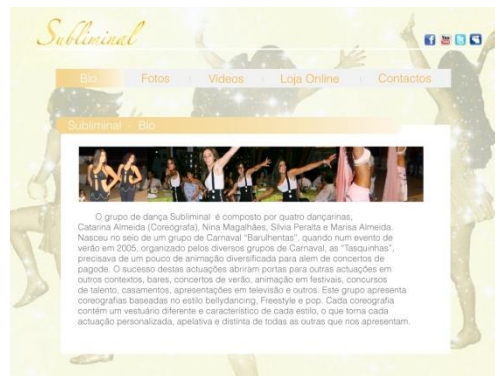 Subliminal
Bio Fotos Videos Loja Online Contactos
Subliminal Bio
O grupo de dança Subliminal é composto por quatro dançarinas,
Catarina Almeida (Coreógrafa), Nina Magalhães, Silvia Peralta e Marisa Almeida.
Nasceu no seio de um grupo de Carnaval "Barulhentas", quando num evento de
verão em 2005, organizado pelos diversos grupos de Carnaval, as "Tasquinhas",
precisava de um pouco de animação diversificada para alem de concertos de
pagode. O sucesso destas actuações abriram portas para outras actuações em
outros contextos, bares, concertos de verão, animação em festivais, concursos
de talento, casamentos, apresentações em televisão e outros. Este grupo apresenta
coreografias baseadas no estilo bellydancing, Freestyle e pop. Cada coreografia
contém um vestuário diferente e característico de cada estilo, o que torna cada
actuação personalizada, apelativa e distinta de todas as outras que nos apresentam.